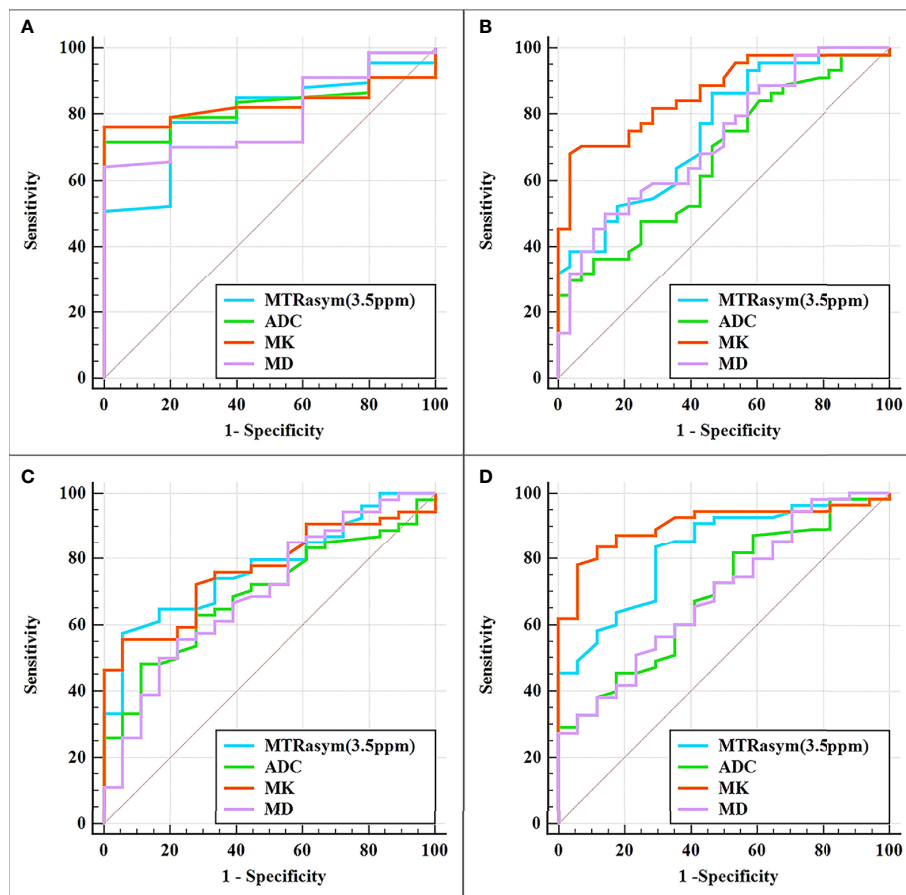 A
100
80
60
40
20
0
Sensitivity
0 20 40 60 80 100
1- Specificity
MTRasym(3.5ppm)
ADC
MK
MD
B
100
80
60
40
20
0
Sensitivity
0 20 40 60 80 100
1 - Specificity
MTRasym(3.5ppm)
ADC
MK
MD
C
100
80
60
40
20
0
Sensitivity
0 20 40 60 80 100
1 - Specificity
MTRasym(3.5ppm)
ADC
MK
MD
D
100
80
60
40
20
0
Sensitivity
0 20 40 60 80 100
1 -Specificity
MTRasym(3.5ppm)
ADC
MK
MD